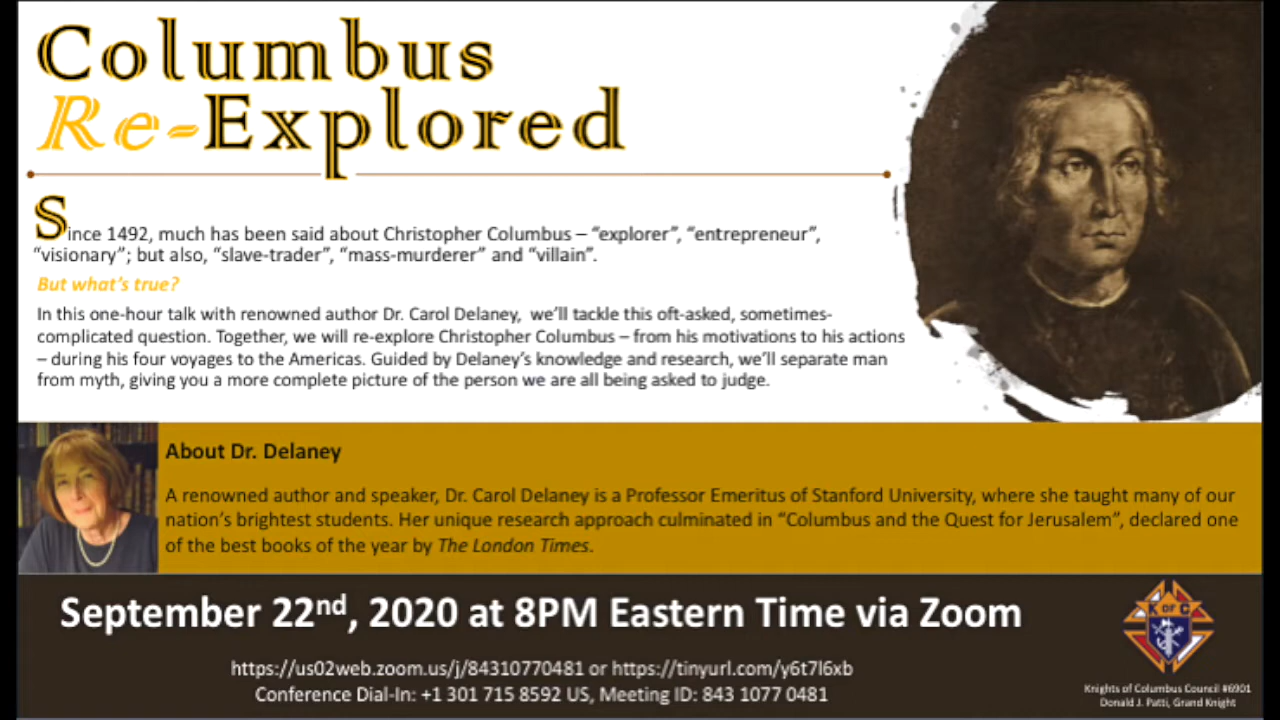 Columbus
Re-Explored
Since 1492, much has been said about Christopher Columbus – “explorer”, “entrepreneur”,
“visionary”; but also, “slave-trader”, “mass-murderer” and “villain”.
But what’s true?
In this one-hour talk with renowned author Dr. Carol Delaney,  we’ll tackle this oft-asked, sometimes-
complicated question. Together, we will re-explore Christopher Columbus – from his motivations to his actions
– during his four voyages to the Americas. Guided by Delaney’s knowledge and research, we’ll separate man
from myth, giving you a more complete picture of the person we are all being asked to judge.
About Dr. Delaney
A renowned author and speaker, Dr. Carol Delaney is a Professor Emeritus of Stanford University, where she taught many of our
nation’s brightest students. Her unique research approach culminated in “Columbus and the Quest for Jerusalem”, declared one
of the best books of the year by The London Times.
September 22nd, 2020 at 8PM Eastern Time via Zoom
https://us02web.zoom.us/j/84310770481 or https://tinyurl.com/y6t7l6xb
Conference Dial-In: +1 301 715 8592 US, Meeting ID: 843 1077 0481
K OF C
Knights of Columbus Council #6901
Donald J. Patti, Grand Knight